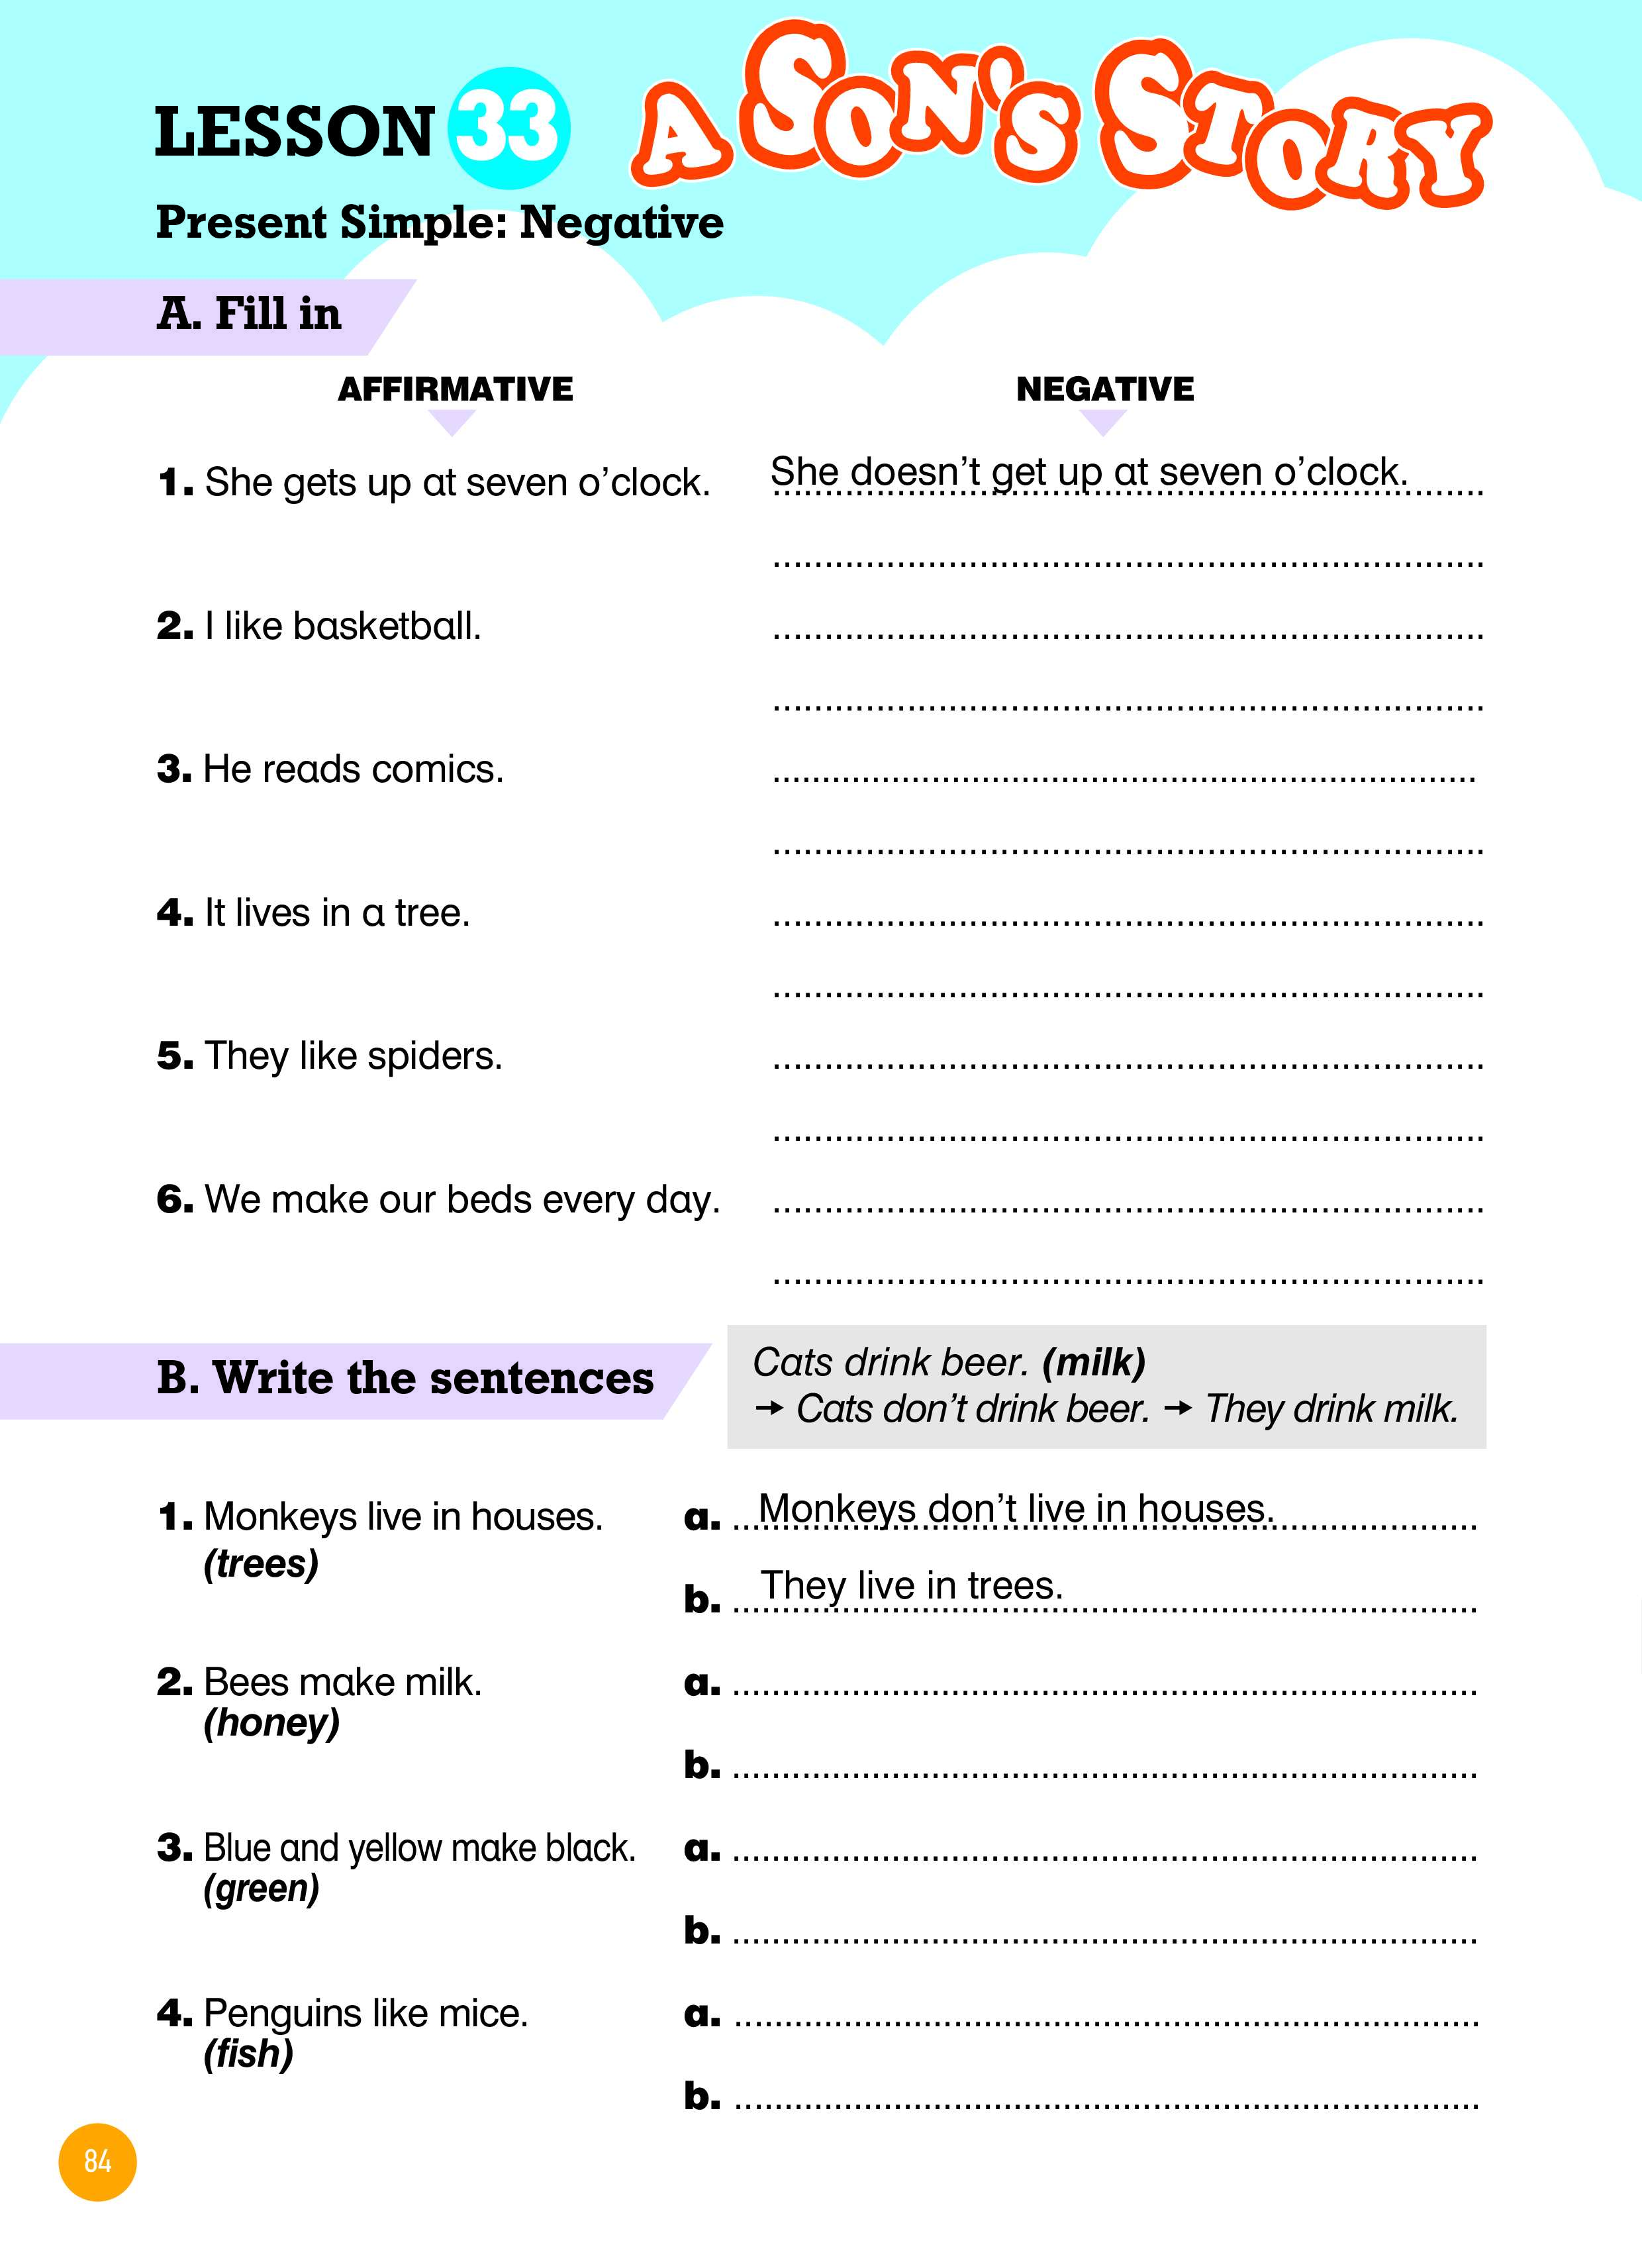 LESSON 33 A SON'S STORY
Present Simple: Negative
A. Fill in
AFFIRMATIVE NEGATIVE
1. She gets up at seven o’clock. She doesn’t get up at seven o’clock.
2. I like basketball.
3. He reads comics.
4. It lives in a tree.
5. They like spiders.
6. We make our beds every day.
B. Write the sentences
Cats drink beer. (milk)
→ Cats don’t drink beer. → They drink milk.
1. Monkeys live in houses. a. Monkeys don’t live in houses.
(trees)
b. They live in trees.
2. Bees make milk. a.
(honey)
b.
3. Blue and yellow make black. a.
(green)
b.
4. Penguins like mice. a.
(fish)
b.
84